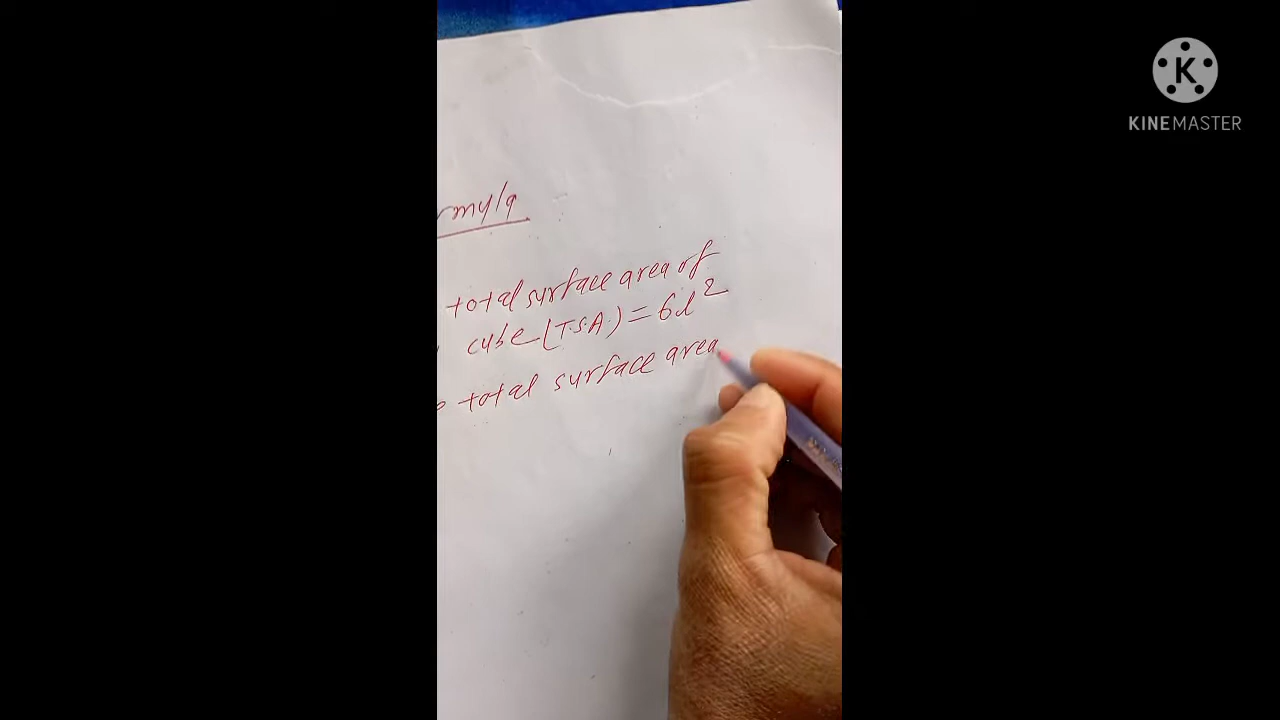 rmula
total surface area of
cube (T.S.A.) = 6l²
total surface area
KINEMASTER